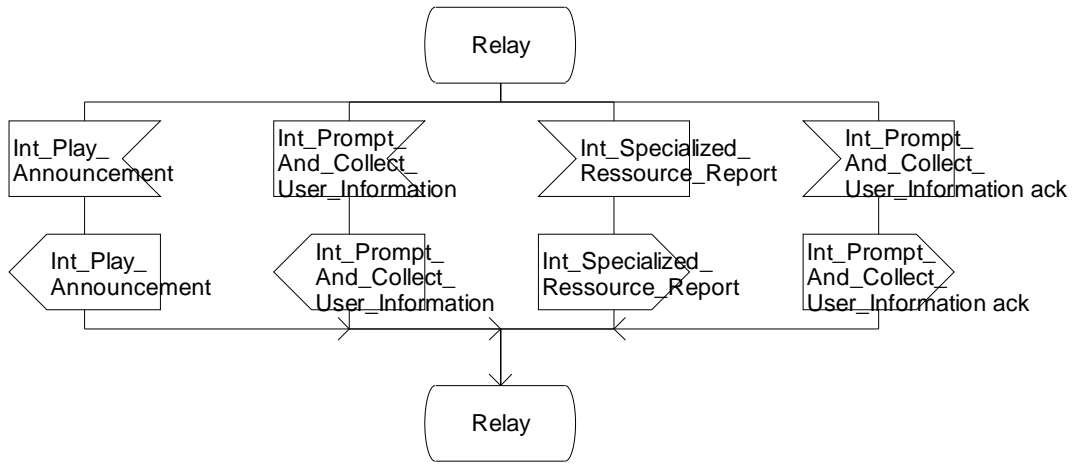 Relay
Int_Play_
Announcement
Int_Prompt_
And_Collect_
User_Information
Int_Specialized_
Ressource_Report
Int_Prompt_
And_Collect_
User_Information ack
Int_Play_
Announcement
Int_Prompt_
And_Collect_
User_Information
Int_Specialized_
Ressource_Report
Int_Prompt_
And_Collect_
User_Information ack
Relay